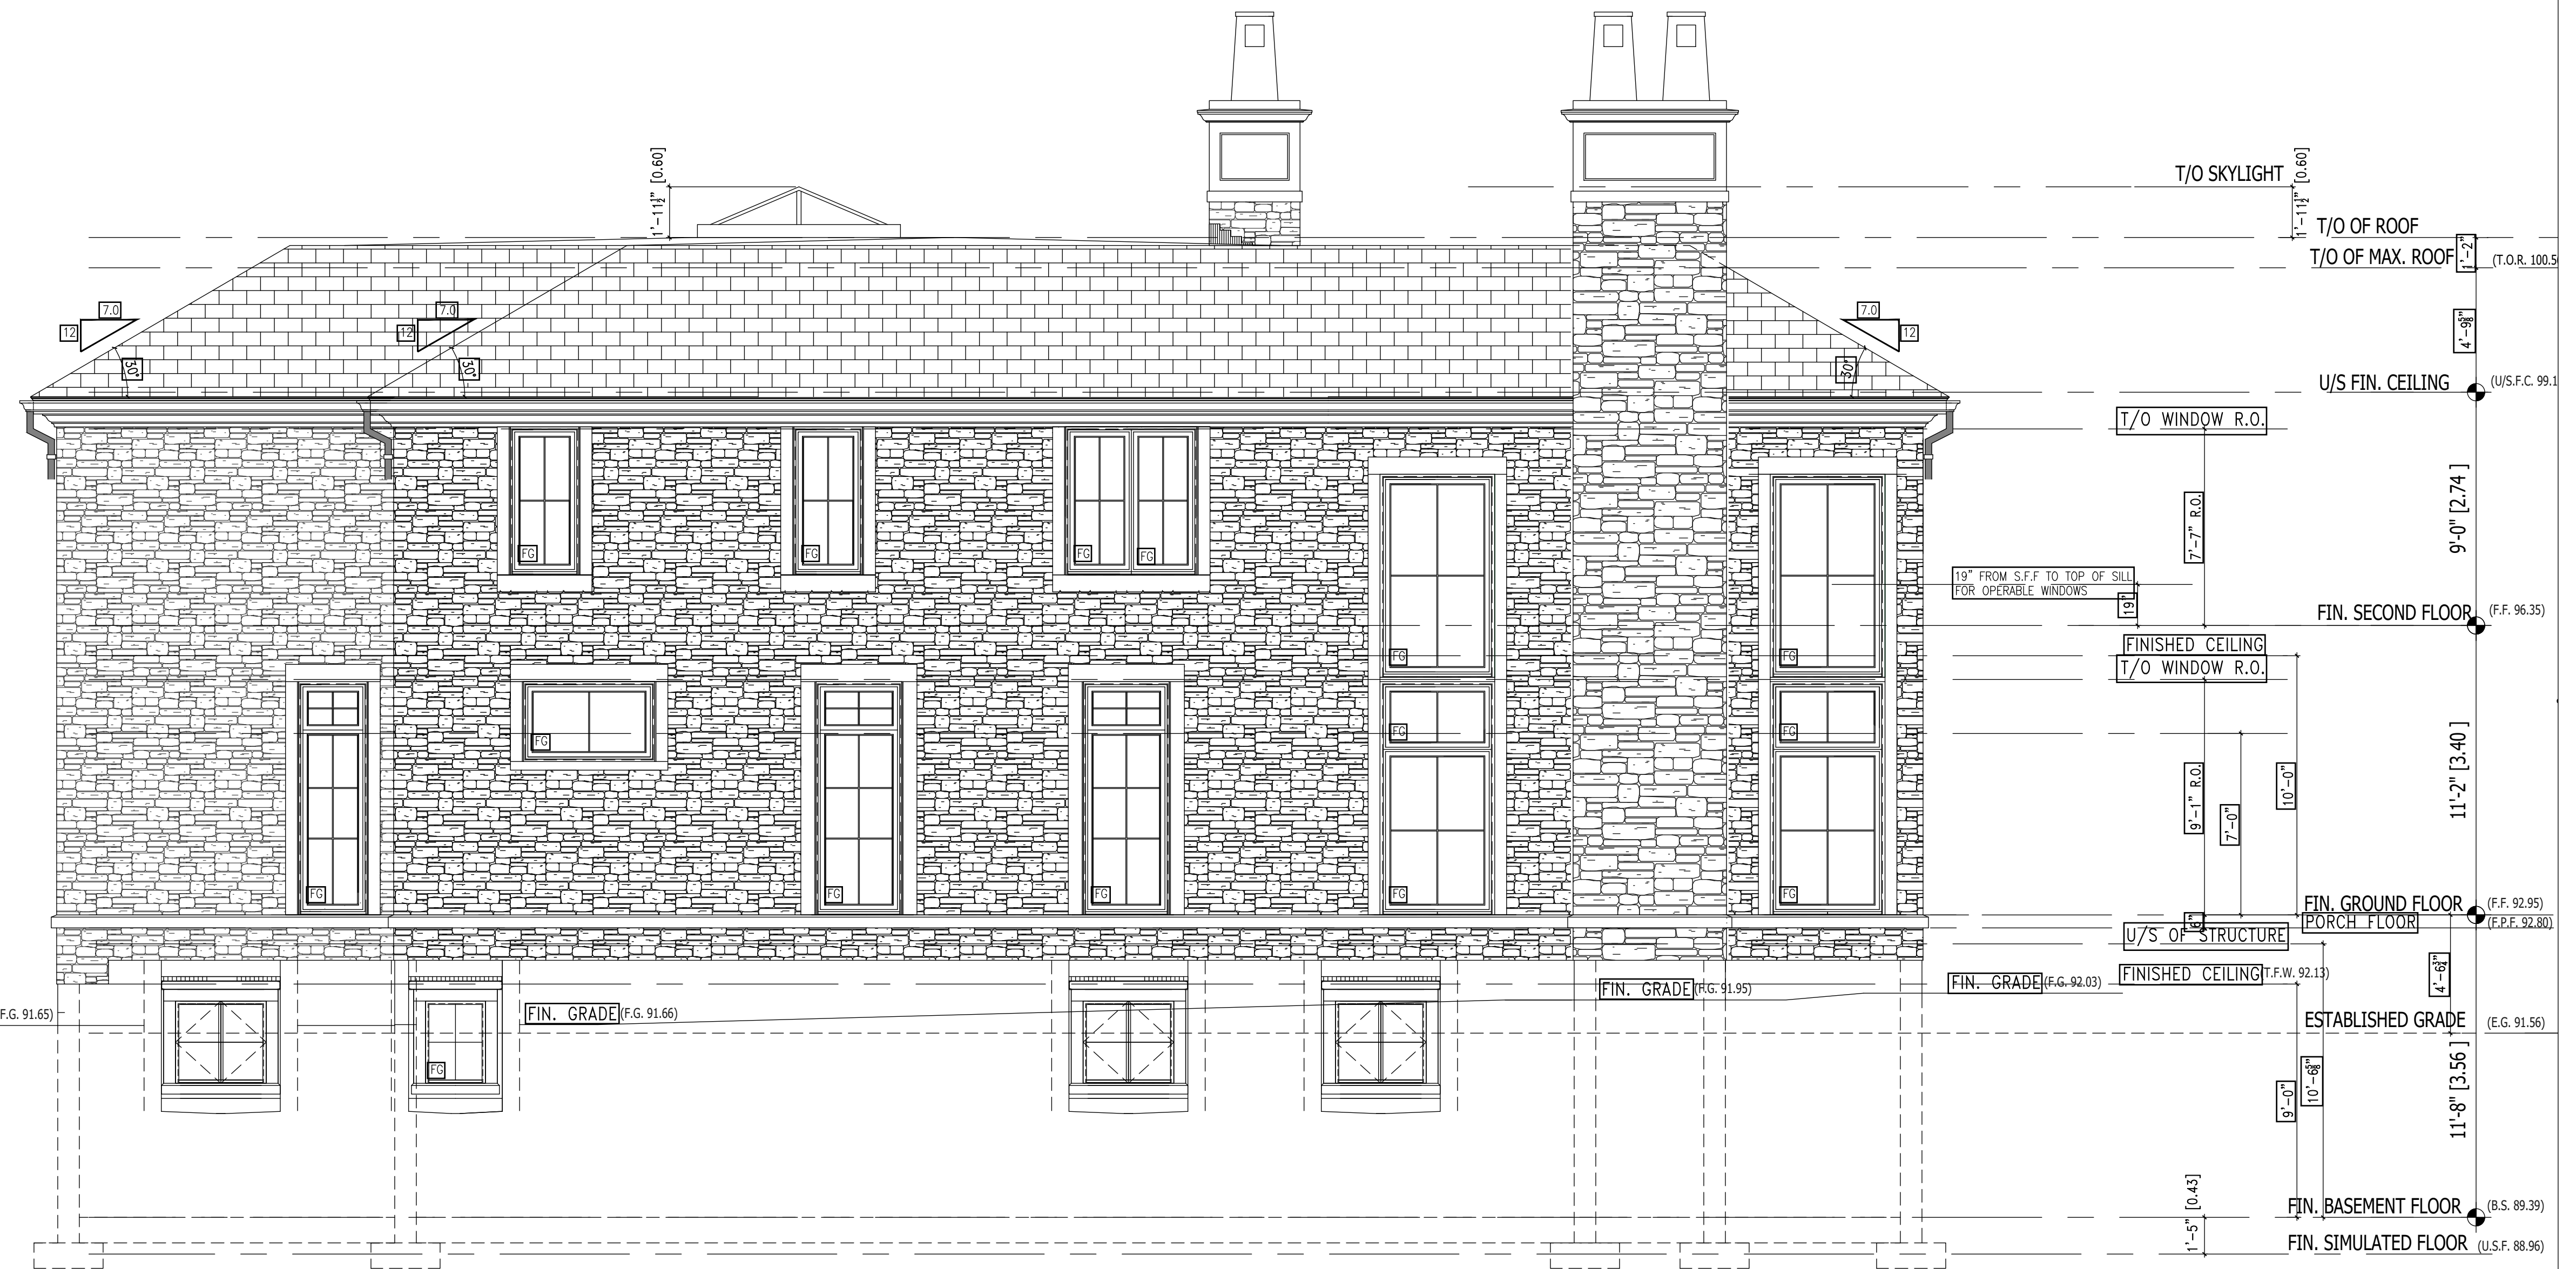 1'-11½" [0.60]
T/O SKYLIGHT
1'-11½" [0.60]
T/O OF ROOF
T/O OF MAX. ROOF
1'-2"
(T.O.R. 100.5
7.0
12
30°
7.0
12
30°
7.0
12
30°
4'-9⅝"
U/S FIN. CEILING
(U/S.F.C. 99.1
T/O WINDOW R.O.
7'-7" R.O.
9'-0" [2.74 ]
FG
FG
FG
FG
19" FROM S.F.F TO TOP OF SILL
FOR OPERABLE WINDOWS
19"
FIN. SECOND FLOOR
(F.F. 96.35)
FINISHED CEILING
T/O WINDOW R.O.
FG
FG
FG
FG
FG
9'-1" R.O.
7'-0"
10'-0"
11'-2" [3.40 ]
FG
FG
FG
FG
FG
FIN. GROUND FLOOR
(F.F. 92.95)
6"
PORCH FLOOR
(F.P.F. 92.80)
U/S OF STRUCTURE
FINISHED CEILING
(T.F.W. 92.13)
4'-6¾"
FIN. GRADE
(F.G. 92.03)
FIN. GRADE
(F.G. 91.95)
F.G. 91.65)
FIN. GRADE
(F.G. 91.66)
ESTABLISHED GRADE
(E.G. 91.56)
FG
9'-0"
10'-6⅝"
11'-8" [3.56 ]
1'-5" [0.43]
FIN. BASEMENT FLOOR
(B.S. 89.39)
FIN. SIMULATED FLOOR
(U.S.F. 88.96)